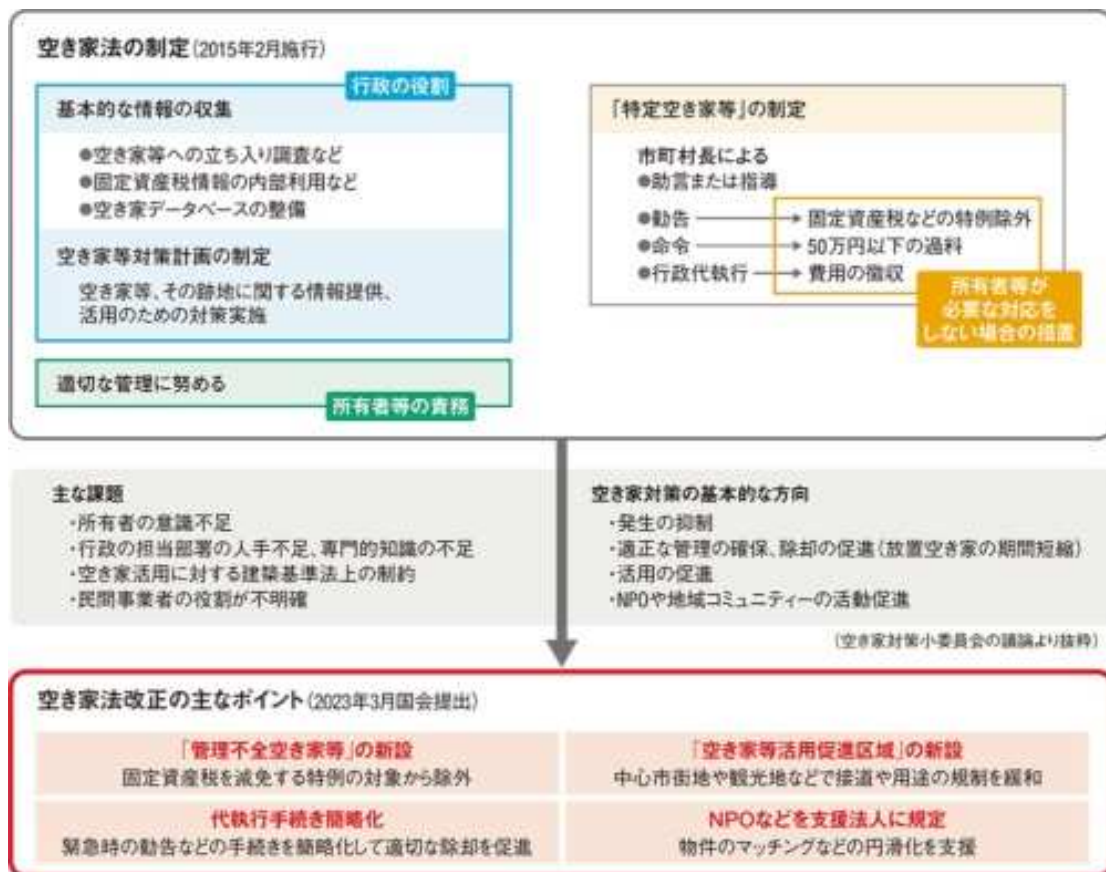 空き家法の制定(2015年2月施行)
行政の役割
基本的な情報の収集
●空き家等への立ち入り調査など
●固定資産税情報の内部利用など
●空き家データベースの整備
空き家等対策計画の制定
空き家等、その跡地に関する情報提供、
活用のための対策実施
適切な管理に努める
所有者等の責務
「特定空き家等」の制定
市町村長による
●助言または指導
●勧告 → 固定資産税などの特例除外
●命令 → 50万円以下の過料
●行政代執行 → 費用の徴収
所有者等が
必要な対応を
しない場合の措置
主な課題
・所有者の意識不足
・行政の担当部署の人手不足、専門的知識の不足
・空き家活用に対する建築基準法上の制約
・民間事業者の役割が不明確
空き家対策の基本的な方向
・発生の抑制
・適正な管理の確保、除却の促進(放置空き家の期間短縮)
・活用の促進
・NPOや地域コミュニティーの活動促進
(空き家対策小委員会の議論より抜粋)
空き家法改正の主なポイント(2023年3月国会提出)
「管理不全空き家等」の新設
固定資産税を減免する特例の対象から除外
「空き家等活用促進区域」の新設
中心市街地や観光地などで接道や用途の規制を緩和
代執行手続き簡略化
緊急時の勧告などの手続きを簡略化して適切な除却を促進
NPOなどを支援法人に規定
物件のマッチングなどの円滑化を支援